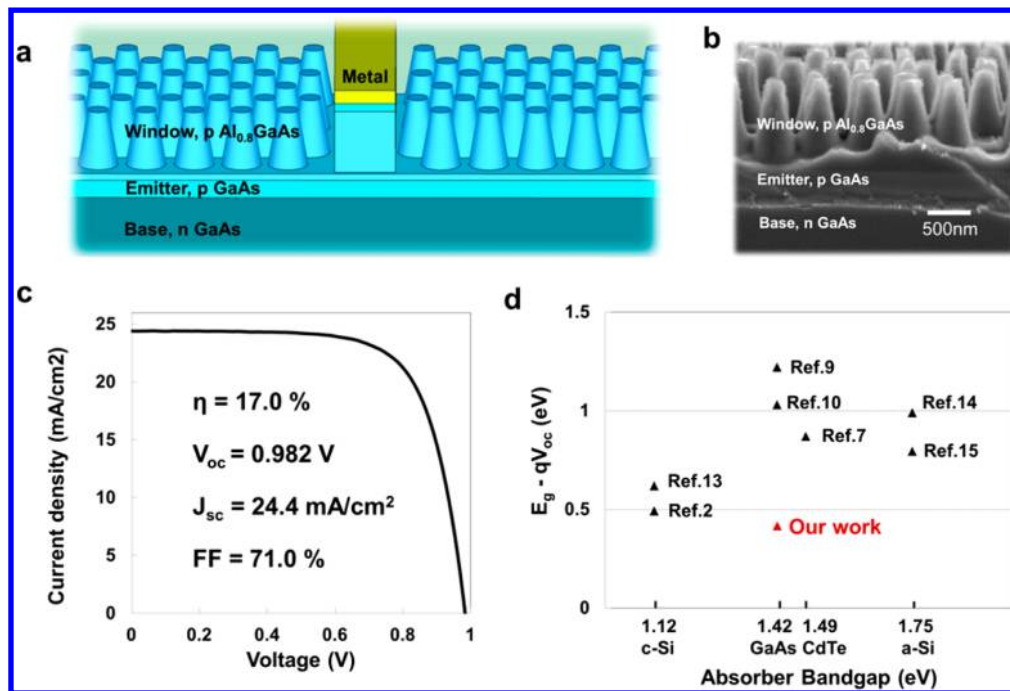 a
Metal
Window, p Al0.8GaAs
Emitter, p GaAs
Base, n GaAs
b
Window, p Al0.8GaAs
Emitter, p GaAs
Base, n GaAs
500nm
c
Current density (mA/cm2)
25
20
15
10
5
0
η = 17.0 %
Voc = 0.982 V
Jsc = 24.4 mA/cm²
FF = 71.0 %
0 0.2 0.4 0.6 0.8 1
Voltage (V)
d
Eg - qVoc (eV)
1.5
1
0.5
0
Ref.9
Ref.10
Ref.14
Ref.7
Ref.15
Ref.13
Ref.2
Our work
1.12 1.42 1.49 1.75
c-Si GaAs CdTe a-Si
Absorber Bandgap (eV)